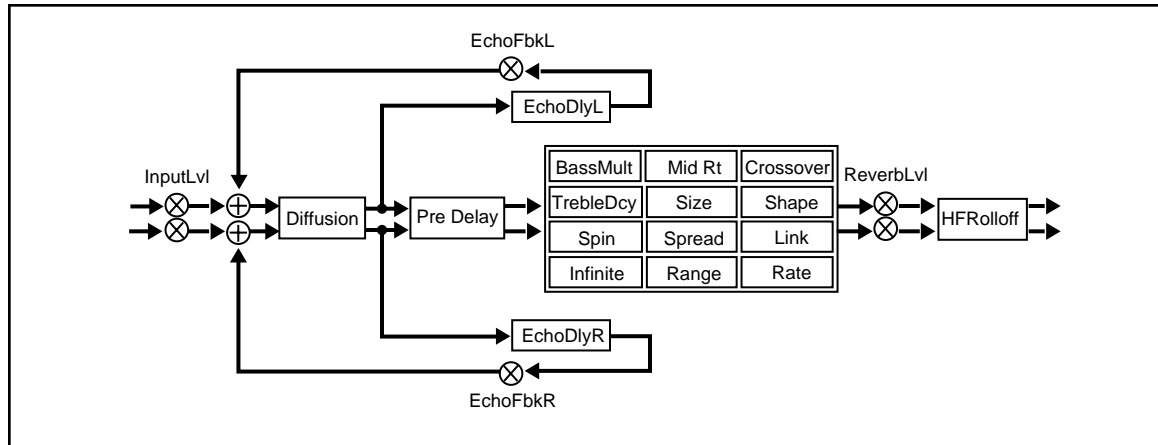 EchoFbkL
EchoDlyL
InputLvl
Diffusion
Pre Delay
BassMult Mid Rt Crossover
TrebleDcy Size Shape
Spin Spread Link
Infinite Range Rate
ReverbLvl
HFRolloff
EchoDlyR
EchoFbkR